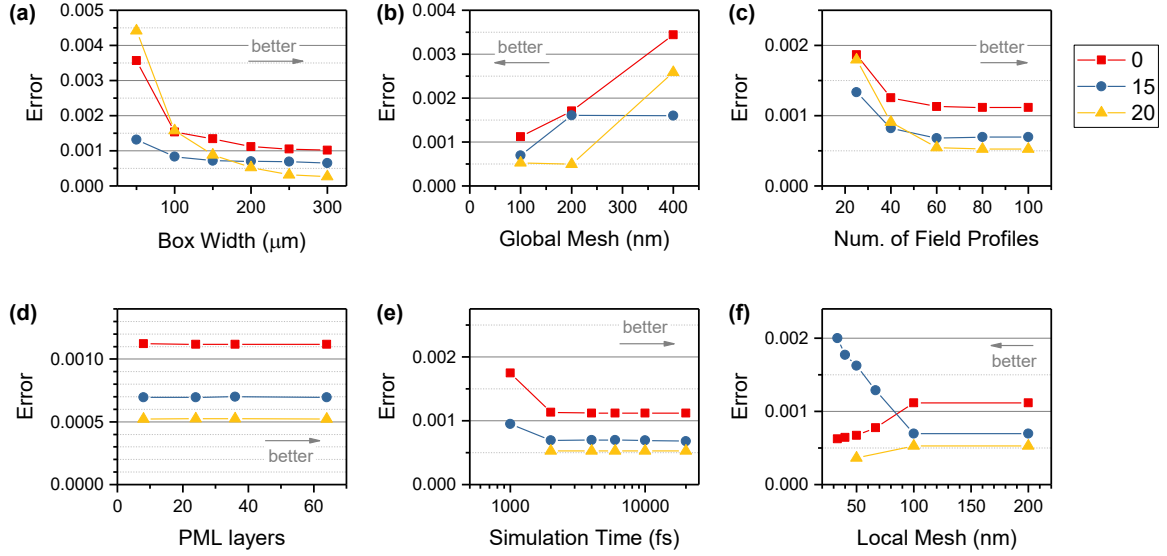 (a)
0.005
0.004
0.003
0.002
0.001
0.000
Error
better
100
200
300
Box Width (μm)
(b)
0.004
0.003
0.002
0.001
0.000
Error
better
0
100
200
300
400
Global Mesh (nm)
(c)
0.002
0.001
0.000
Error
better
20
40
60
80
100
Num. of Field Profiles
0
15
20
(d)
0.0010
0.0005
0.0000
Error
better
0
20
40
60
PML layers
(e)
0.002
0.001
0.000
Error
better
1000
10000
Simulation Time (fs)
(f)
0.002
0.001
0.000
Error
better
50
100
150
200
Local Mesh (nm)